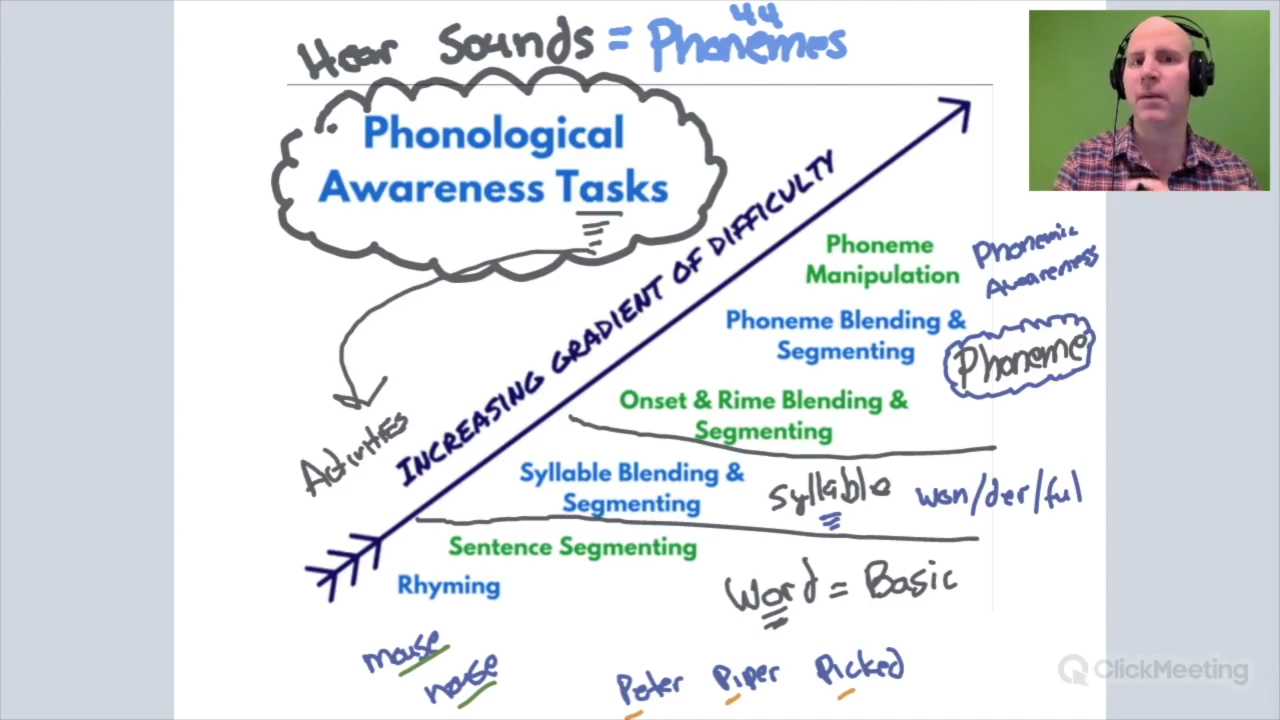 44
Hear Sounds = Phonemes
Phonological
Awareness Tasks
INCREASING GRADIENT OF DIFFICULTY
Phoneme
Manipulation
Phonemic
Awareness
Phoneme Blending &
Segmenting
Phoneme
Onset & Rime Blending &
Segmenting
Activities
Syllable Blending &
Segmenting
Syllable
won/der/ful
Sentence Segmenting
Rhyming
Word = Basic
mouse
house
Peter Piper Picked
ClickMeeting